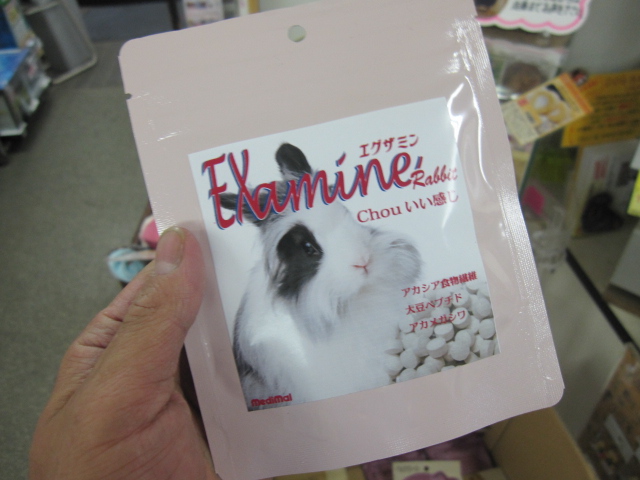 エグザミン
EXamine,
Rabbit
Chou いい感じ
アカシア食物繊維
大豆ペプチド
アカメガシワ
MediMal